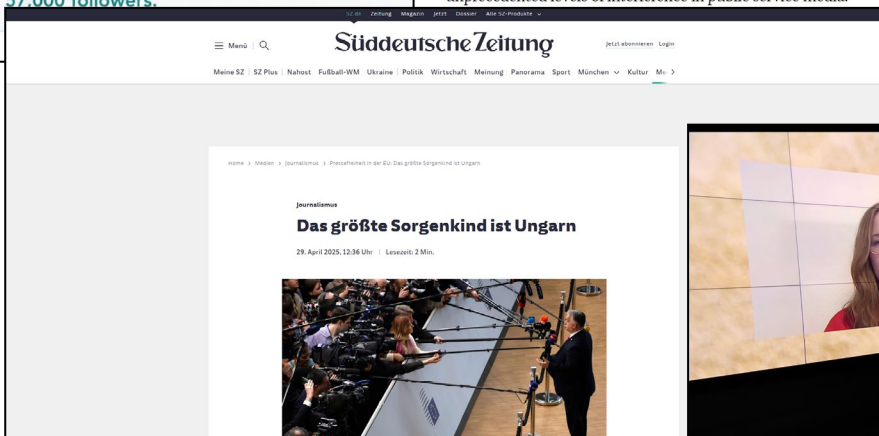 57,000 followers.
unprecedented levels of interference in public service media.
SZ.de Zeitung Magazin Jetzt Dossier Alle SZ-Produkte
Menü
Süddeutsche Zeitung
Jetzt abonnieren Login
Meine SZ SZ Plus Nahost Fußball-WM Ukraine Politik Wirtschaft Meinung Panorama Sport München Kultur
Home > Medien > Journalismus > Pressefreiheit in der EU: Das größte Sorgenkind ist Ungarn
Journalismus
Das größte Sorgenkind ist Ungarn
29. April 2025, 12:36 Uhr | Lesezeit: 2 Min.